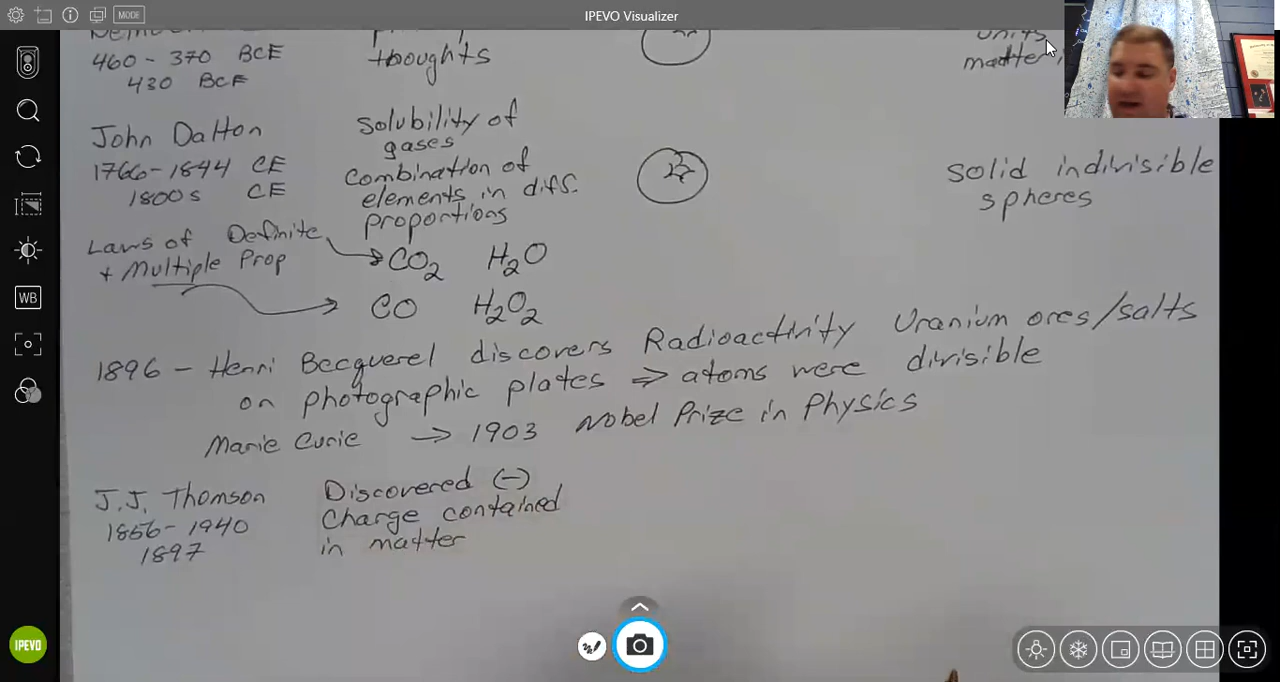 IPEVO Visualizer
MODE
460 - 370 BCE
430 BCE
thoughts
units
matter
John Dalton
1766-1844 CE
1800s CE
Solubility of
gases
Combination of
elements in diff.
proportions
solid indivisible
spheres
Laws of Definite
+ Multiple Prop
CO2 H2O
CO H2O2
1896 - Henri Becquerel discovers Radioactivity Uranium ores/salts
on photographic plates ⇒ atoms were divisible
Marie Curie → 1903 Nobel Prize in Physics
J.J. Thomson
1856-1940
1897
Discovered (-)
Charge contained
in matter
WB
IPEVO